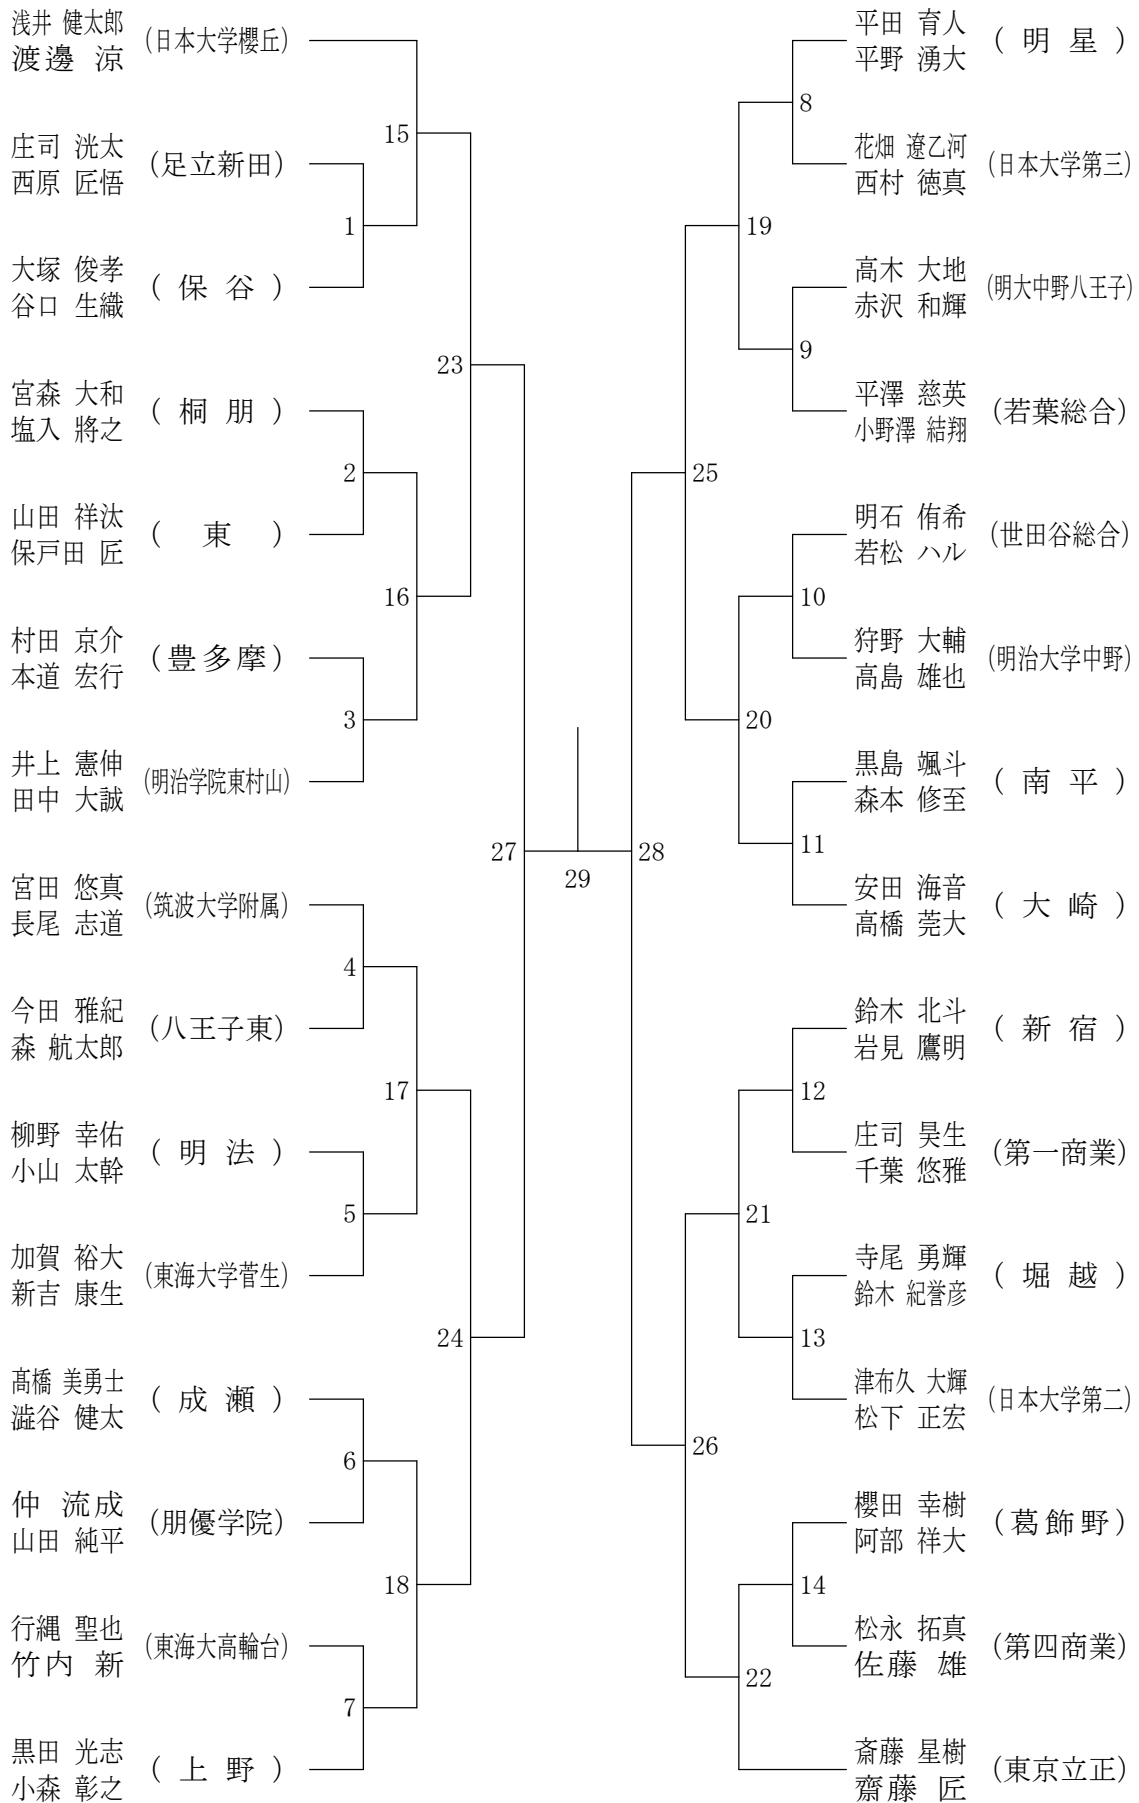 浅井 健太郎
渡邊 涼
(日本大学櫻丘)
庄司 洸太
西原 匠悟
(足立新田)
大塚 俊孝
谷口 生織
(保谷)
宮森 大和
塩入 將之
(桐朋)
山田 祥汰
保戸田 匠
(東)
村田 京介
本道 宏行
(豊多摩)
井上 憲伸
田中 大誠
(明治学院東村山)
宮田 悠真
長尾 志道
(筑波大学附属)
今田 雅紀
森 航太郎
(八王子東)
柳野 幸佑
小山 太幹
(明法)
加賀 裕大
新吉 康生
(東海大学菅生)
髙橋 美勇士
澁谷 健太
(成瀬)
仲 流成
山田 純平
(朋優学院)
行縄 聖也
竹内 新
(東海大高輪台)
黒田 光志
小森 彰之
(上野)
15
1
23
2
16
3
27
4
17
5
24
6
18
7
29
28
8
19
9
25
10
20
11
12
21
13
26
14
22
平田 育人
平野 湧大
(明星)
花畑 遼乙河
西村 徳真
(日本大学第三)
高木 大地
赤沢 和輝
(明大中野八王子)
平澤 慈英
小野澤 結翔
(若葉総合)
明石 侑希
若松 ハル
(世田谷総合)
狩野 大輔
高島 雄也
(明治大学中野)
黒島 颯斗
森本 修至
(南平)
安田 海音
高橋 莞大
(大崎)
鈴木 北斗
岩見 鷹明
(新宿)
庄司 昊生
千葉 悠雅
(第一商業)
寺尾 勇輝
鈴木 紀誉彦
(堀越)
津布久 大輝
松下 正宏
(日本大学第二)
櫻田 幸樹
阿部 祥大
(葛飾野)
松永 拓真
佐藤 雄
(第四商業)
斎藤 星樹
齋藤 匠
(東京立正)